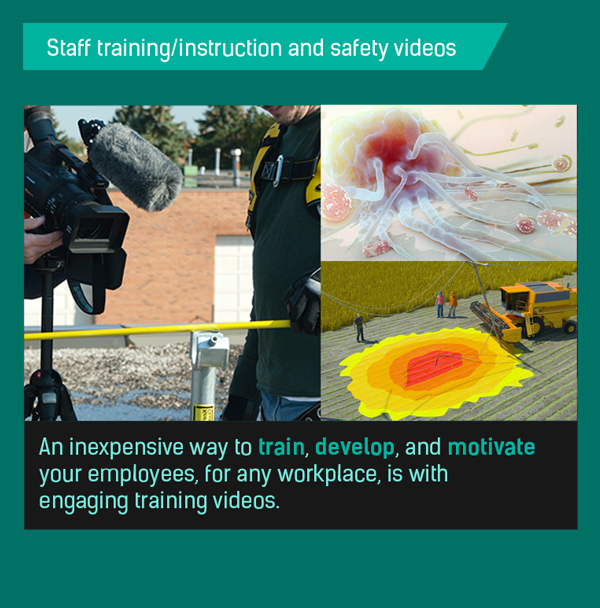 Staff training/instruction and safety videos
An inexpensive way to train, develop, and motivate
your employees, for any workplace, is with
engaging training videos.